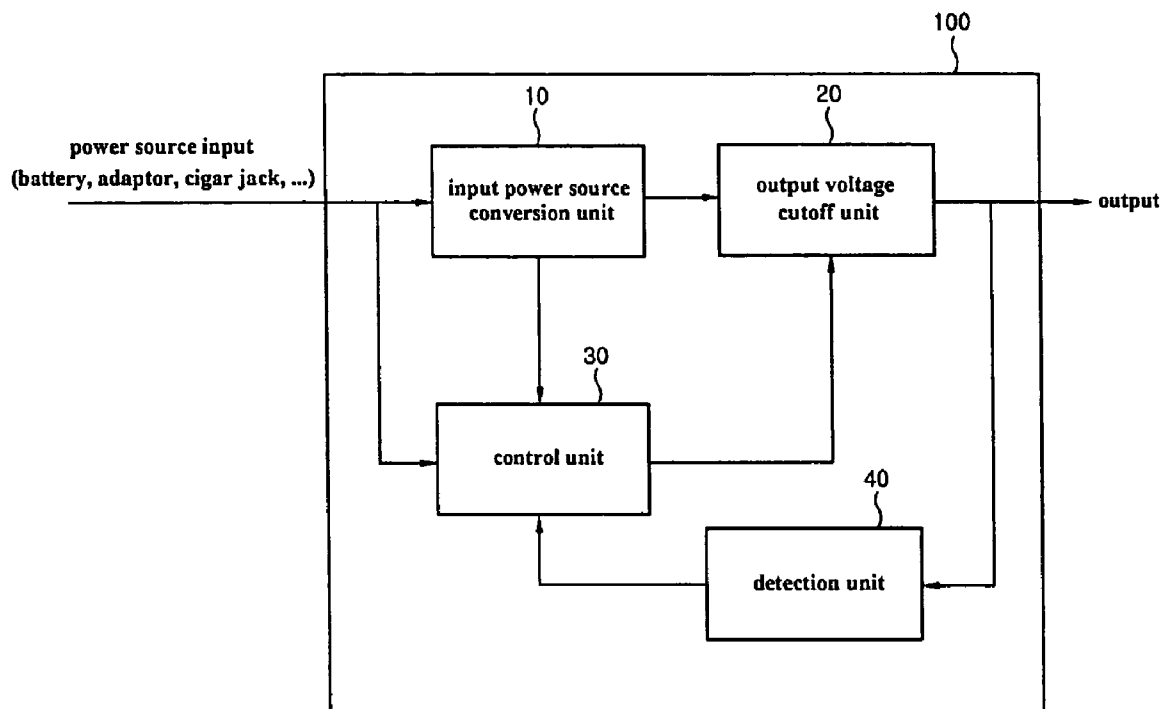 100
10
20
power source input
(battery, adaptor, cigar jack, ...)
input power source
conversion unit
output voltage
cutoff unit
output
30
control unit
40
detection unit